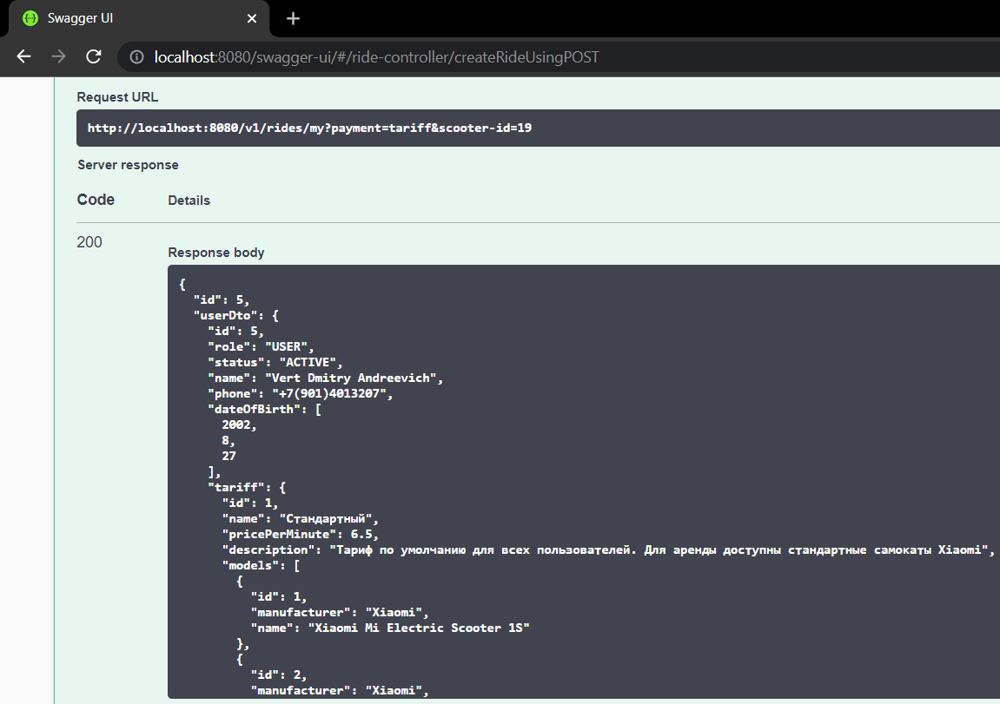 Swagger UI
localhost:8080/swagger-ui/#/ride-controller/createRideUsingPOST
Request URL
http://localhost:8080/v1/rides/my?payment=tariff&scooter-id=19
Server response
Code Details
200
Response body
{
"id": 5,
"userDto": {
"id": 5,
"role": "USER",
"status": "ACTIVE",
"name": "Vert Dmitry Andreevich",
"phone": "+7(901)4013207",
"dateOfBirth": [
2002,
8,
27
],
"tariff": {
"id": 1,
"name": "Стандартный",
"pricePerMinute": 6.5,
"description": "Тариф по умолчанию для всех пользователей. Для аренды доступны стандартные самокаты Xiaomi",
"models": [
{
"id": 1,
"manufacturer": "Xiaomi",
"name": "Xiaomi Mi Electric Scooter 1S"
},
{
"id": 2,
"manufacturer": "Xiaomi",